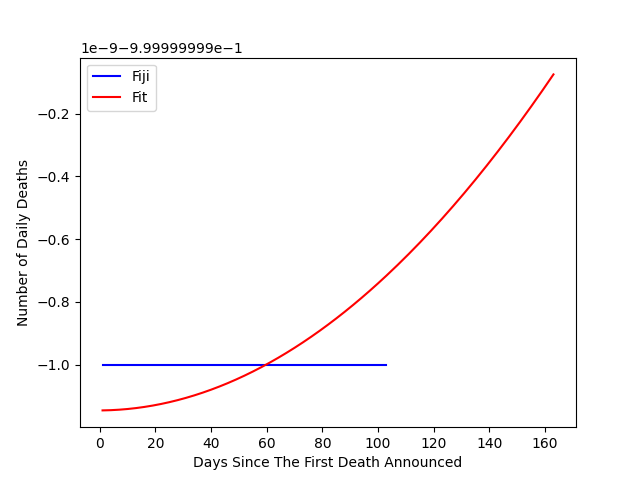 1e−9−9.99999999e−1
Fiji
Fit
−0.2
−0.4
−0.6
−0.8
−1.0
Number of Daily Deaths
0 20 40 60 80 100 120 140 160
Days Since The First Death Announced